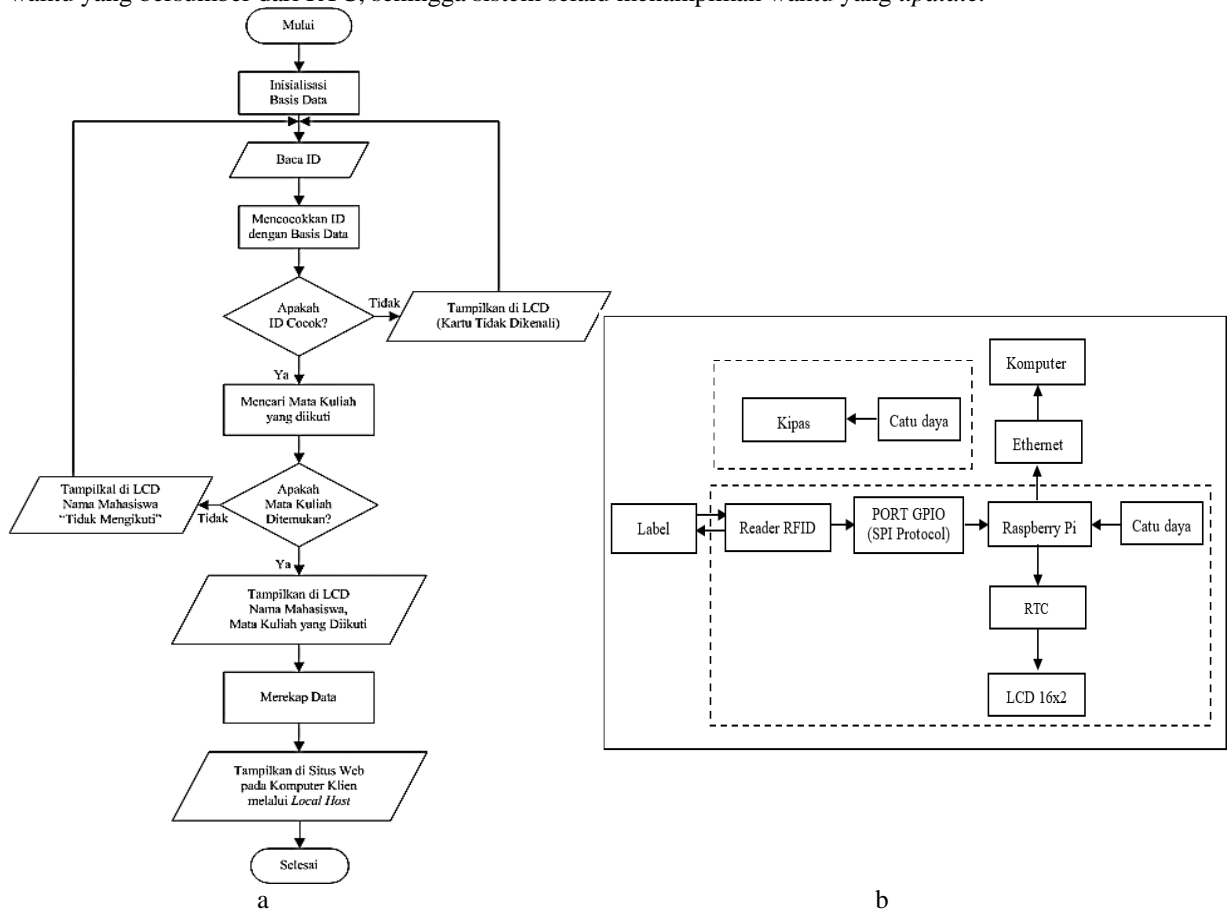 Mulai
Inisialisasi
Basis Data
Baca ID
Mencocokkan ID
dengan Basis Data
Apakah
ID Cocok?
Tidak
Tampilkan di LCD
(Kartu Tidak Dikenali)
Ya
Mencari Mata Kuliah
yang diikuti
Apakah
Mata Kuliah
Ditemukan?
Tidak
Tampilkal di LCD
Nama Mahasiswa
“Tidak Mengikuti”
Ya
Tampilkan di LCD
Nama Mahasiswa,
Mata Kuliah yang Diikuti
Merekap Data
Tampilkan di Situs Web
pada Komputer Klien
melalui Local Host
Selesai
a
Komputer
Kipas
Catu daya
Ethernet
Label
Reader RFID
PORT GPIO
(SPI Protocol)
Raspberry Pi
Catu daya
RTC
LCD 16x2
b